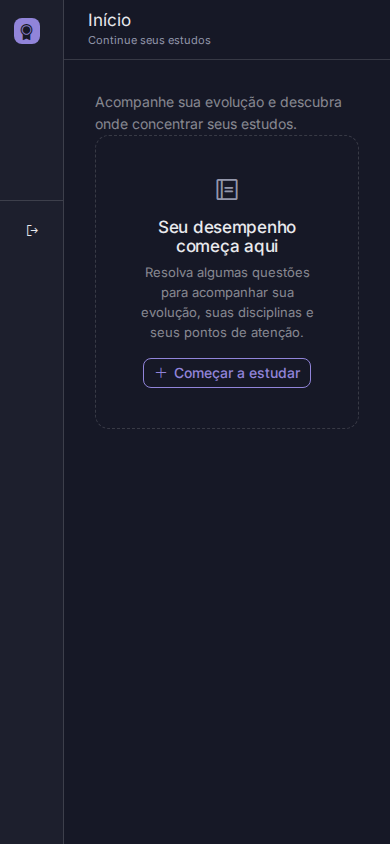 Início
Continue seus estudos
Acompanhe sua evolução e descubra
onde concentrar seus estudos.
Seu desempenho
começa aqui
Resolva algumas questões
para acompanhar sua
evolução, suas disciplinas e
seus pontos de atenção.
Começar a estudar